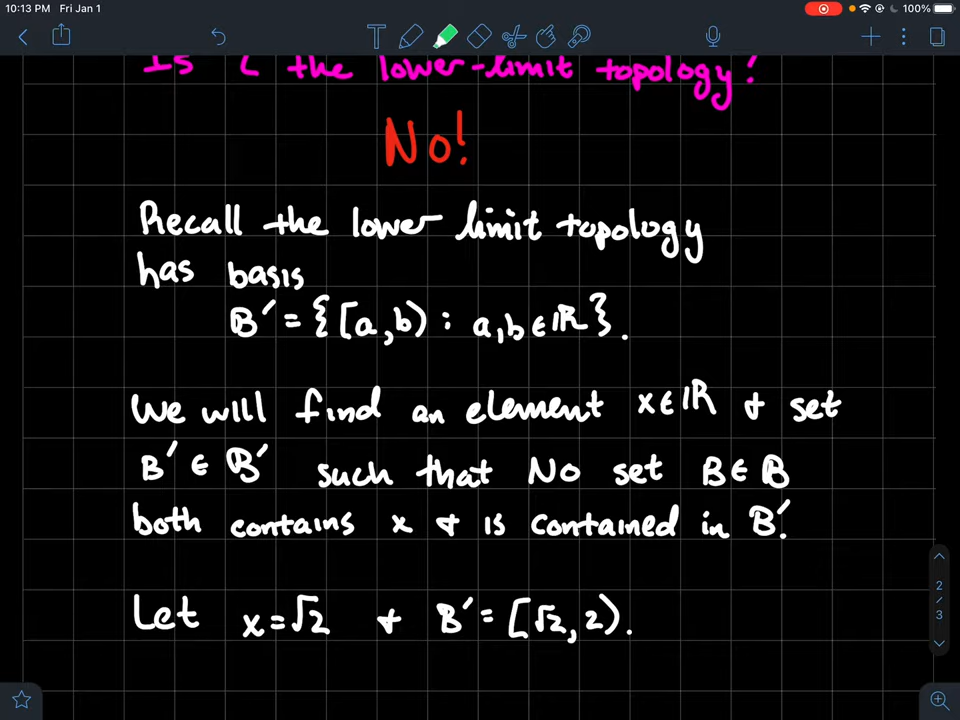 10:13 PM Fri Jan 1
100%
the lower-limit topology?
No!
Recall the lower limit topology
has basis
B' = {[a,b) : a,b ∈ ℝ}.
We will find an element x ∈ ℝ & set
B' ∈ B' such that NO set B ∈ B
both contains x & is contained in B'.
Let x = √2 & B' = [√2, 2).
2
/
3